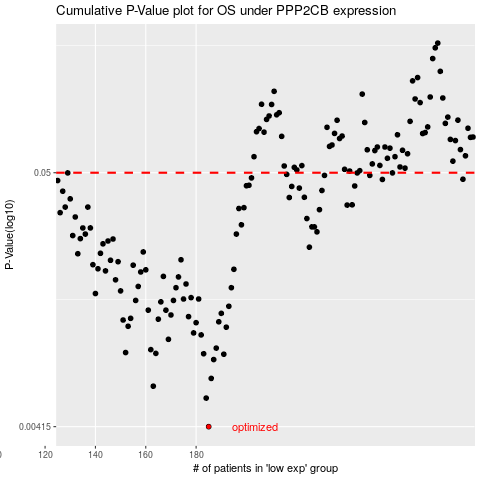 Cumulative P-Value plot for OS under PPP2CB expression
P-Value(log10)
0.05
0.00415
optimized
0 120 140 160 180
# of patients in 'low exp' group